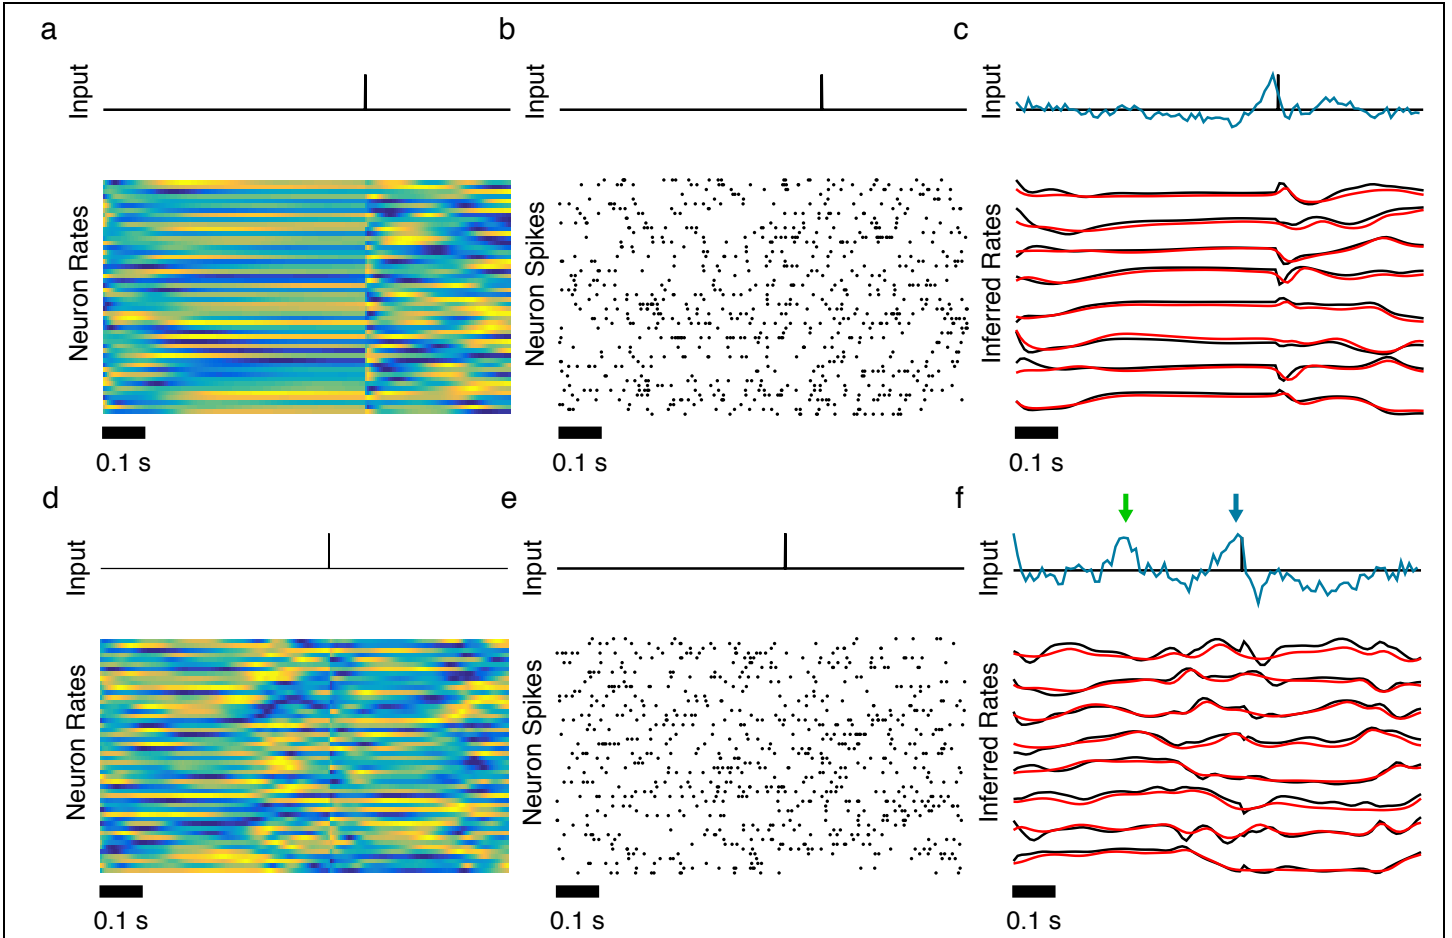 a
Input
Neuron Rates
0.1 s
b
Input
Neuron Spikes
0.1 s
c
Input
Inferred Rates
0.1 s
d
Input
Neuron Rates
0.1 s
e
Input
Neuron Spikes
0.1 s
f
Input
Inferred Rates
0.1 s